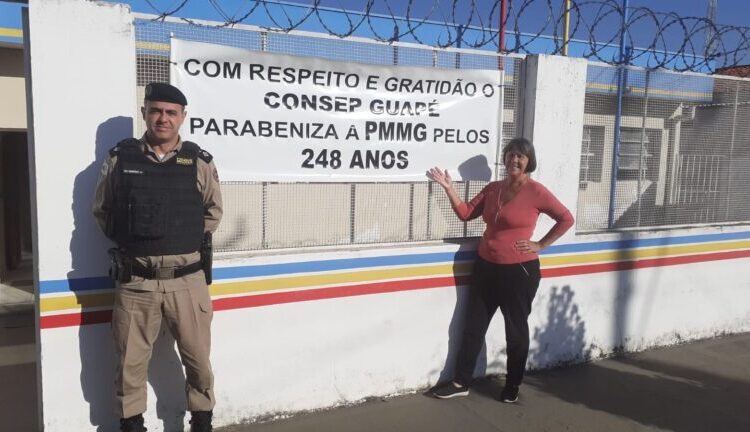 COM RESPEITO E GRATIDÃO O
CONSEP GUAPÉ
PARABENIZA A PMMG PELOS
248 ANOS